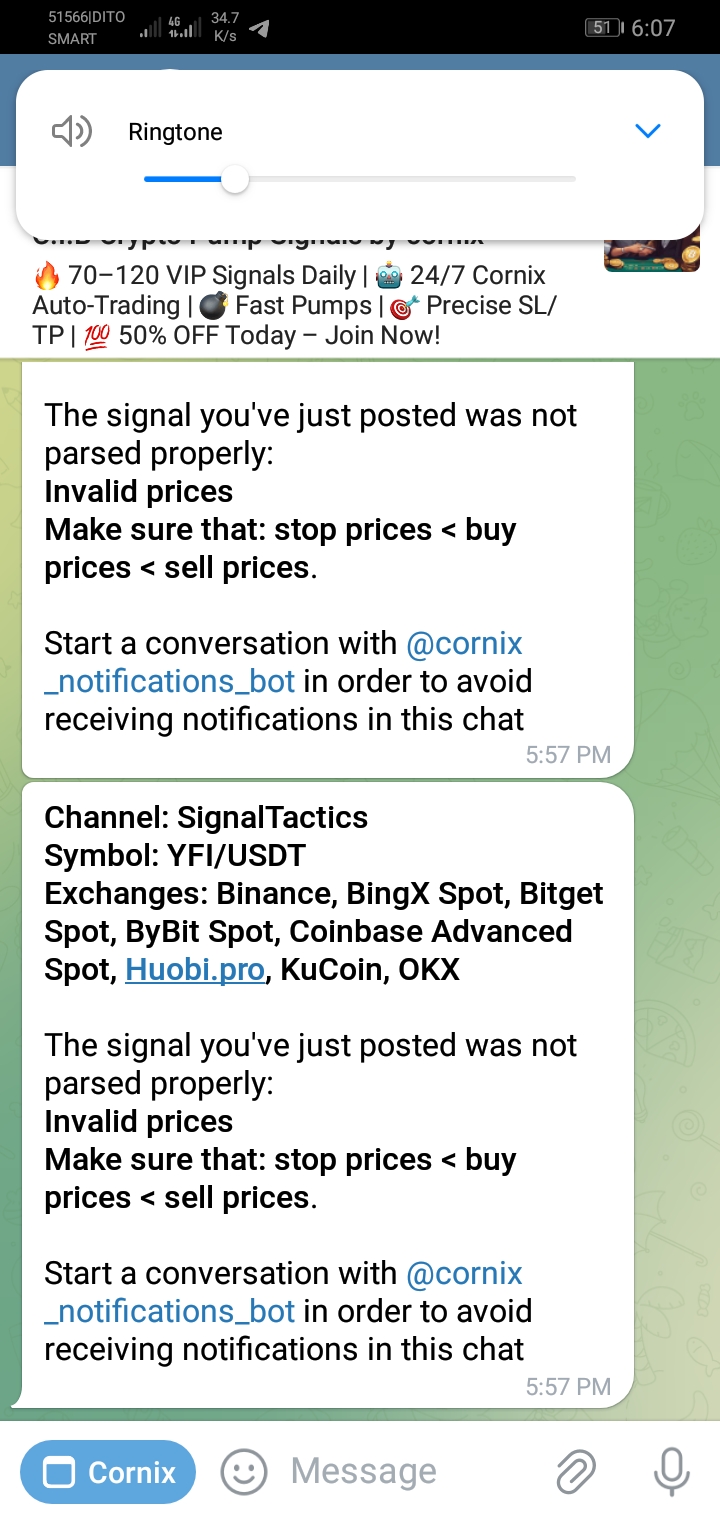 51566|DITO
SMART
4G
34.7
K/s
51
6:07
Ringtone
Crypto Pump Signals by cornix
🔥 70–120 VIP Signals Daily | 🤖 24/7 Cornix
Auto-Trading | 💣 Fast Pumps | 🎯 Precise SL/
TP | 💯 50% OFF Today – Join Now!
The signal you've just posted was not
parsed properly:
Invalid prices
Make sure that: stop prices < buy
prices < sell prices.
Start a conversation with @cornix
_notifications_bot in order to avoid
receiving notifications in this chat
5:57 PM
Channel: SignalTactics
Symbol: YFI/USDT
Exchanges: Binance, BingX Spot, Bitget
Spot, ByBit Spot, Coinbase Advanced
Spot, Huobi.pro, KuCoin, OKX
The signal you've just posted was not
parsed properly:
Invalid prices
Make sure that: stop prices < buy
prices < sell prices.
Start a conversation with @cornix
_notifications_bot in order to avoid
receiving notifications in this chat
5:57 PM
Cornix
Message